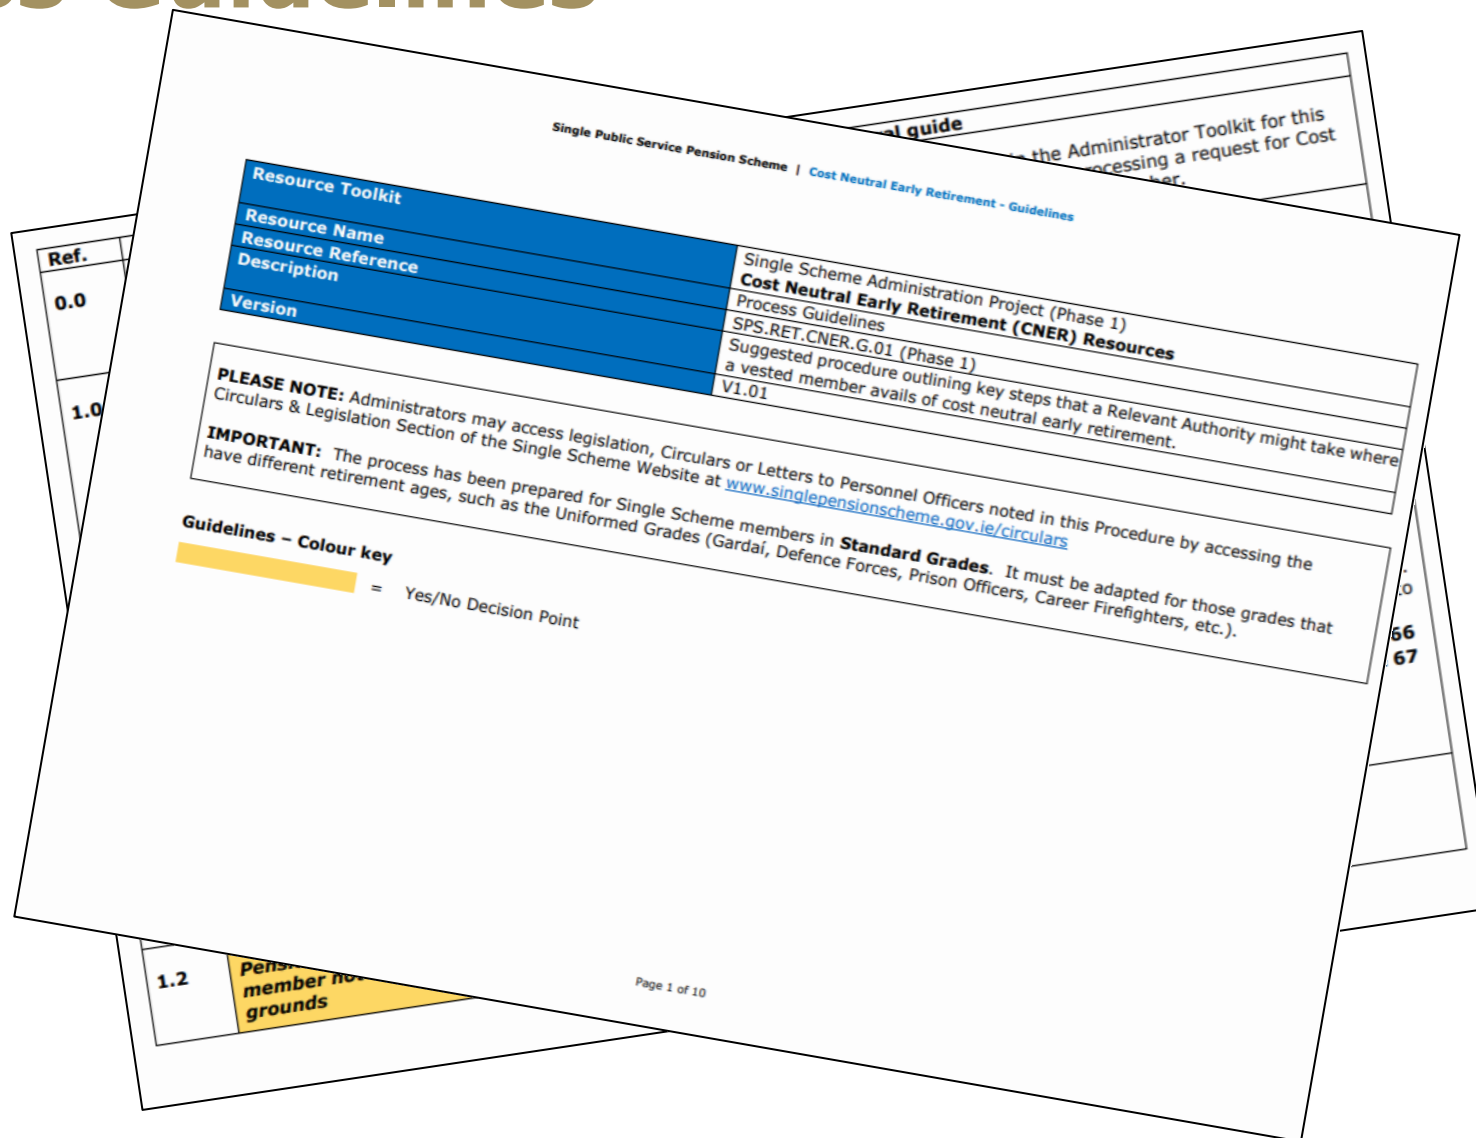 Guidelines
Single Public Service Pension Scheme | Cost Neutral Early Retirement - Guidelines
Resource Toolkit
Single Scheme Administration Project (Phase 1)
Cost Neutral Early Retirement (CNER) Resources
Resource Name
Process Guidelines
Resource Reference
SPS.RET.CNER.G.01 (Phase 1)
Description
Suggested procedure outlining key steps that a Relevant Authority might take where
a vested member avails of cost neutral early retirement.
Version
V1.01
PLEASE NOTE: Administrators may access legislation, Circulars or Letters to Personnel Officers noted in this Procedure by accessing the
Circulars & Legislation Section of the Single Scheme Website at www.singlepensionscheme.gov.ie/circulars
IMPORTANT: The process has been prepared for Single Scheme members in Standard Grades. It must be adapted for those grades that
have different retirement ages, such as the Uniformed Grades (Gardaí, Defence Forces, Prison Officers, Career Firefighters, etc.).
Guidelines – Colour key
= Yes/No Decision Point
Page 1 of 10
guide
the Administrator Toolkit for this
a request for Cost
Ref.
0.0
1.0
66
67
1.2
member
grounds